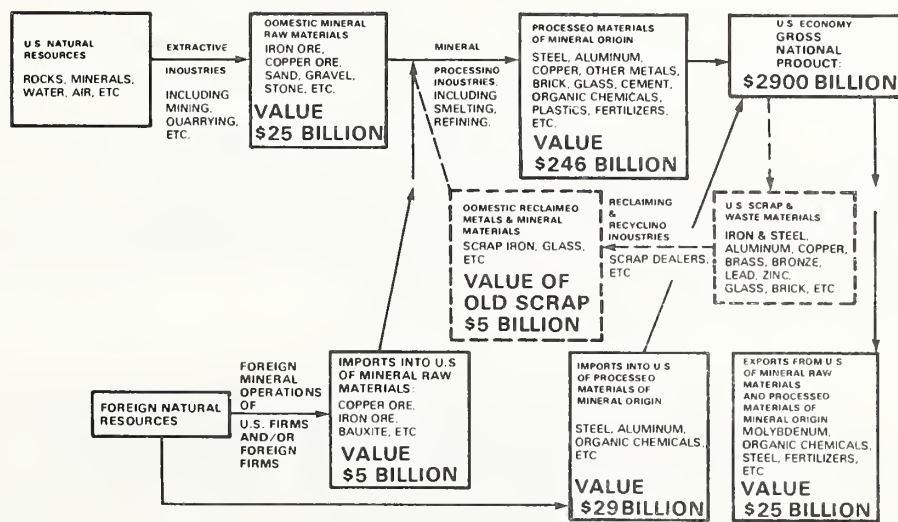 U.S NATURAL
RESOURCES
ROCKS, MINERALS,
WATER, AIR, ETC
EXTRACTIVE
INDUSTRIES
INCLUDING
MINING,
QUARRYING,
ETC.
DOMESTIC MINERAL
RAW MATERIALS
IRON ORE,
COPPER ORE,
SAND, GRAVEL,
STONE, ETC.
VALUE
$25 BILLION
MINERAL
PROCESSING
INDUSTRIES,
INCLUDING
SMELTING,
REFINING.
PROCESSED MATERIALS
OF MINERAL ORIGIN
STEEL, ALUMINUM,
COPPER, OTHER METALS,
BRICK, GLASS, CEMENT,
ORGANIC CHEMICALS,
PLASTICS, FERTILIZERS,
ETC.
VALUE
$246 BILLION
U S ECONOMY
GROSS
NATIONAL
PRODUCT:
$2900 BILLION
DOMESTIC RECLAIMED
METALS & MINERAL
MATERIALS
SCRAP IRON, GLASS,
ETC
VALUE OF
OLD SCRAP
$5 BILLION
RECLAIMING
&
RECYCLING
INDUSTRIES
SCRAP DEALERS,
ETC
U S SCRAP &
WASTE MATERIALS
IRON & STEEL,
ALUMINUM, COPPER,
BRASS, BRONZE,
LEAD, ZINC.
GLASS, BRICK, ETC
FOREIGN NATURAL
RESOURCES
FOREIGN
MINERAL
OPERATIONS
OF
U.S. FIRMS
AND/OR
FOREIGN
FIRMS
IMPORTS INTO U.S
OF MINERAL RAW
MATERIALS:
COPPER ORE,
IRON ORE,
BAUXITE, ETC
VALUE
$5 BILLION
IMPORTS INTO U S
OF PROCESSED
MATERIALS OF
MINERAL ORIGIN
STEEL, ALUMINUM,
ORGANIC CHEMICALS,
ETC
VALUE
$29 BILLION
EXPORTS FROM U S
OF MINERAL RAW
MATERIALS
AND PROCESSED
MATERIALS OF
MINERAL ORIGIN
MOLYBDENUM,
ORGANIC CHEMICALS,
STEEL, FERTILIZERS,
ETC
VALUE
$25 BILLION